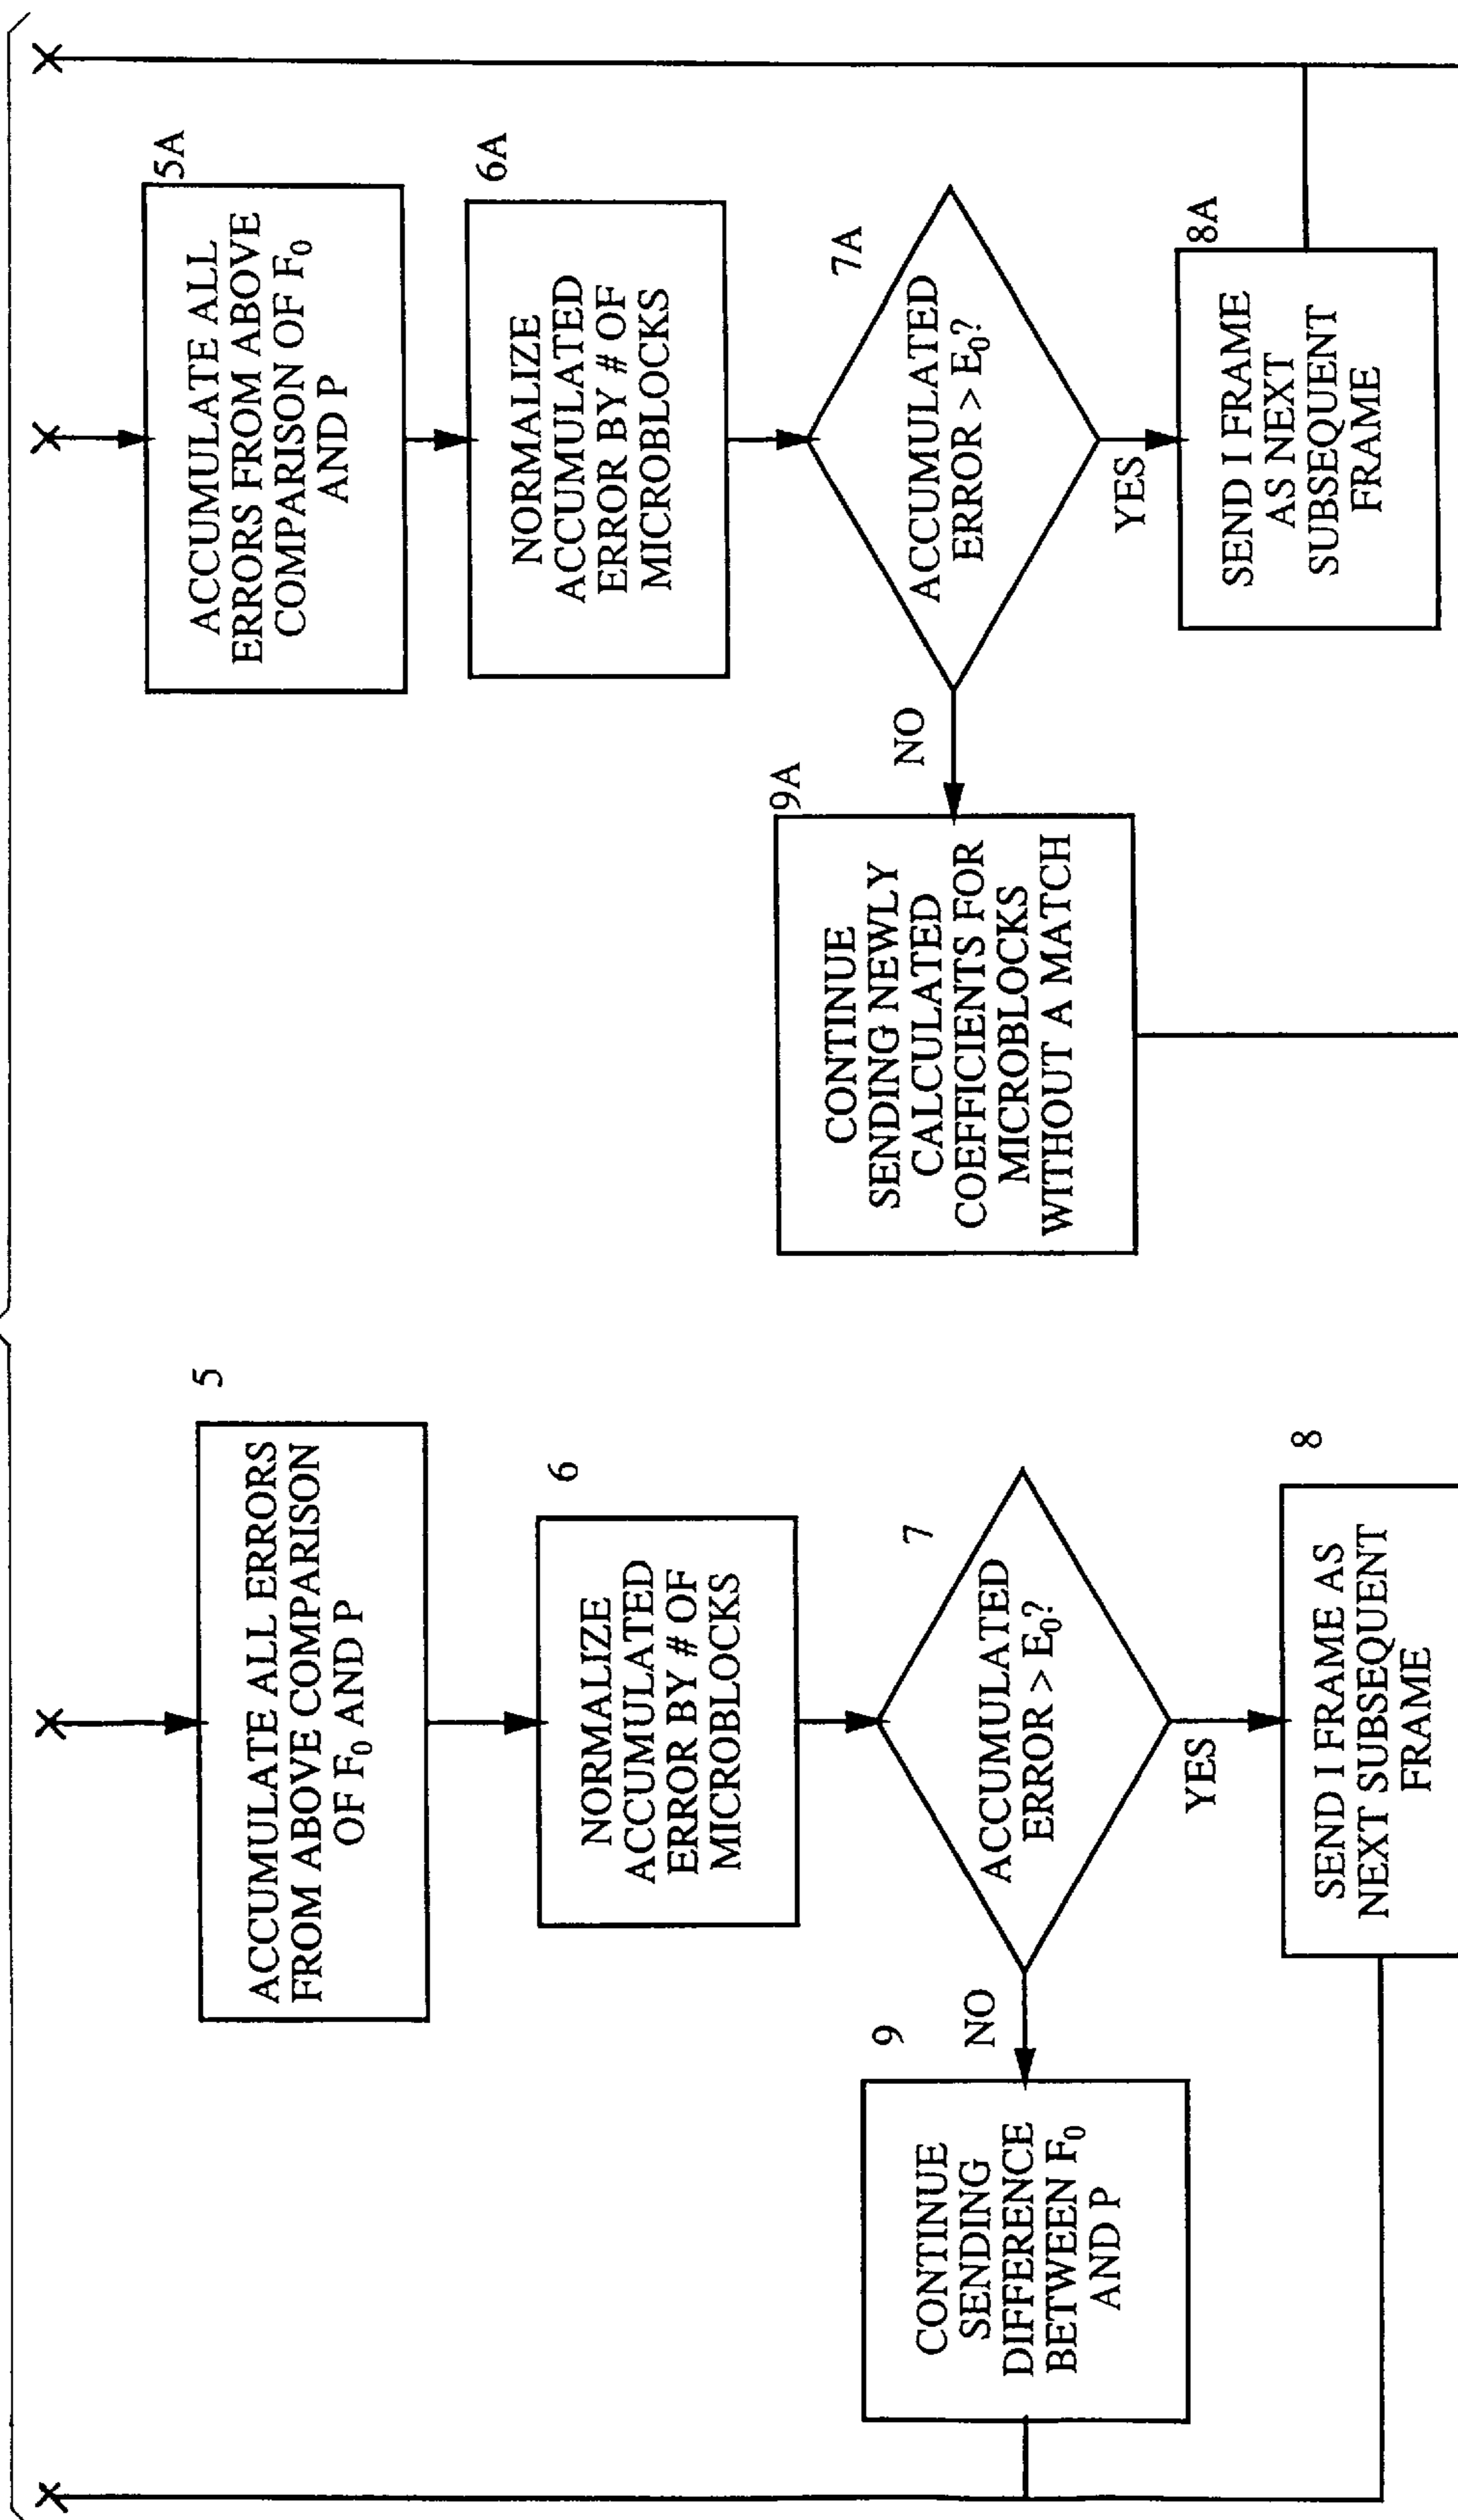 5
ACCUMULATE ALL ERRORS
FROM ABOVE COMPARISON
OF F₀ AND P
6
NORMALIZE
ACCUMULATED
ERROR BY # OF
MICROBLOCKS
7
ACCUMULATED
ERROR > E₀?
NO
YES
9
CONTINUE
SENDING
DIFFERENCE
BETWEEN F₀
AND P
8
SEND I FRAME AS
NEXT SUBSEQUENT
FRAME
5A
ACCUMULATE ALL
ERRORS FROM ABOVE
COMPARISON OF F₀
AND P
6A
NORMALIZE
ACCUMULATED
ERROR BY # OF
MICROBLOCKS
7A
ACCUMULATED
ERROR > E₀?
NO
YES
9A
CONTINUE
SENDING NEWLY
CALCULATED
COEFFICIENTS FOR
MICROBLOCKS
WITHOUT A MATCH
8A
SEND I FRAME
AS NEXT
SUBSEQUENT
FRAME